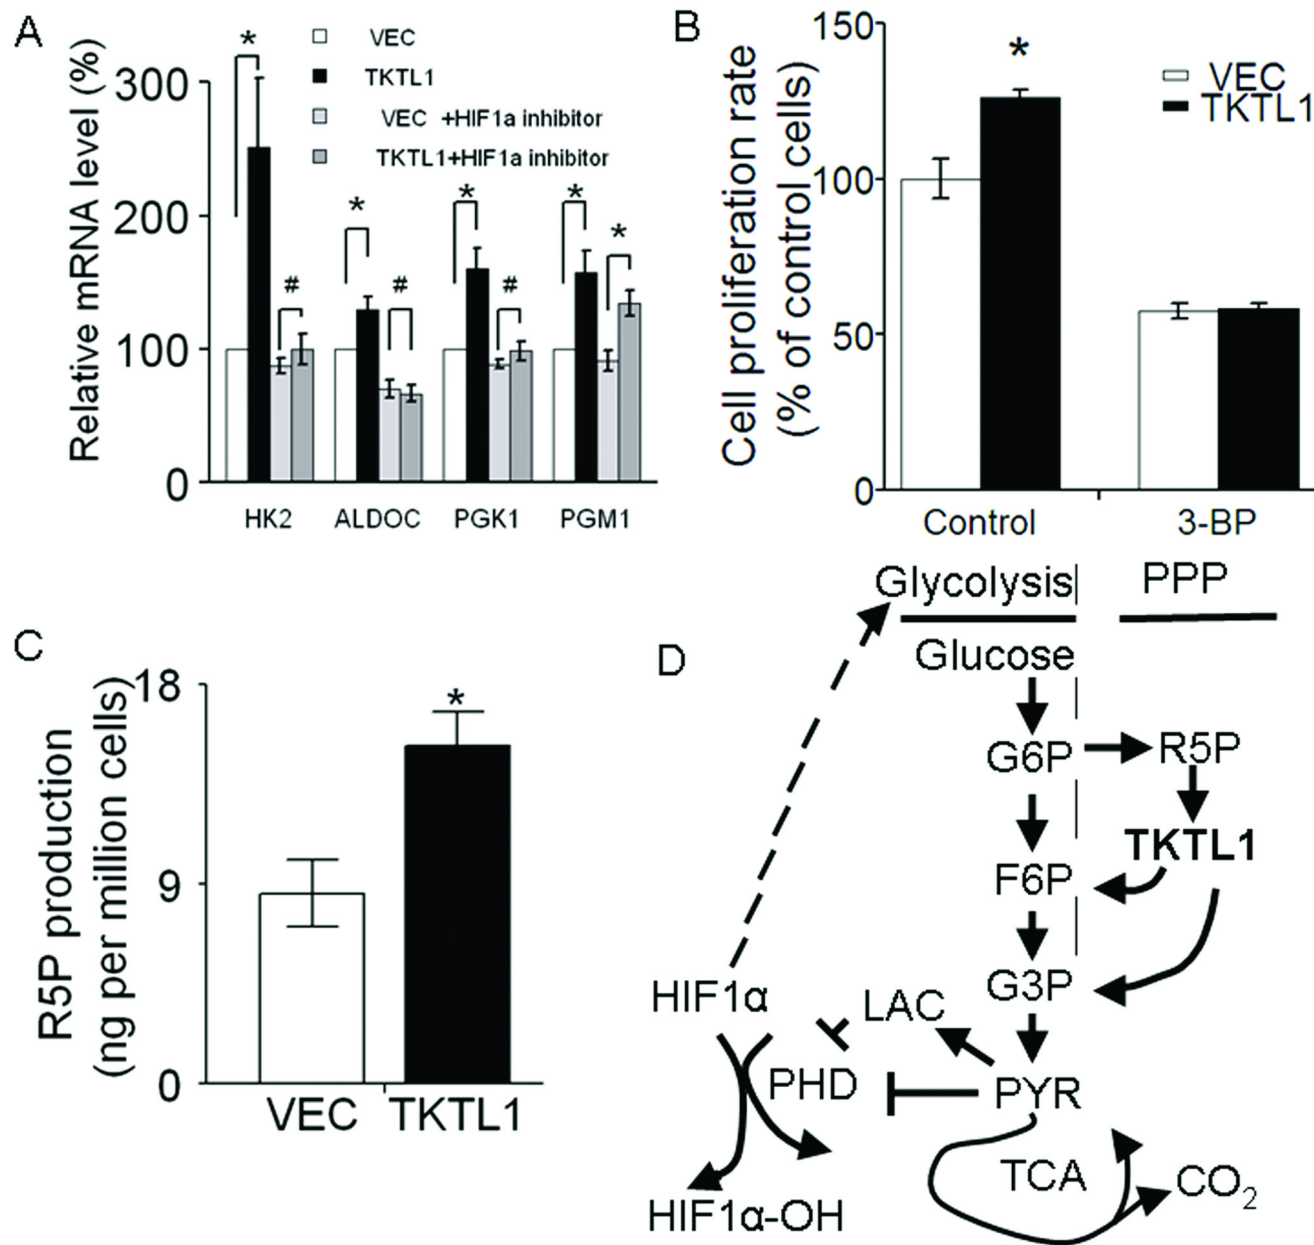 A
Relative mRNA level (%)
300
200
100
0
VEC
TKTL1
VEC +HIF1a inhibitor
TKTL1+HIF1a inhibitor
*
*
*
*
*
#
#
#
HK2 ALDOC PGK1 PGM1
B
Cell proliferation rate
(% of control cells)
150
100
50
0
*
VEC
TKTL1
Control 3-BP
C
R5P production
(ng per million cells)
18
9
0
*
VEC TKTL1
D
Glycolysis PPP
Glucose
G6P R5P
TKTL1
F6P
G3P
HIF1α LAC
PHD PYR
TCA CO₂
HIF1α-OH